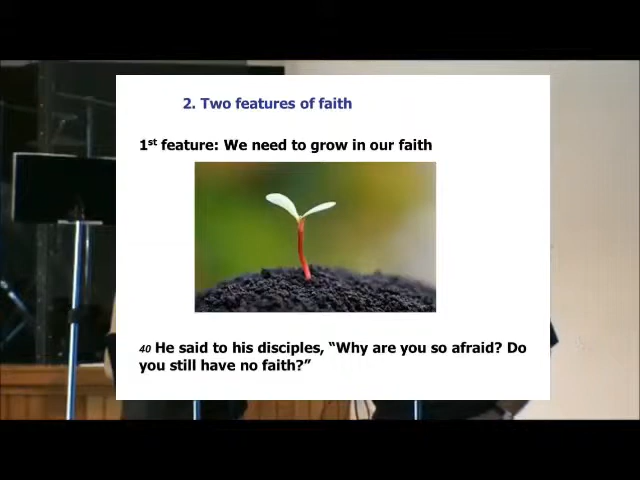 2. Two features of faith
1st feature: We need to grow in our faith
40 He said to his disciples, “Why are you so afraid? Do
you still have no faith?”